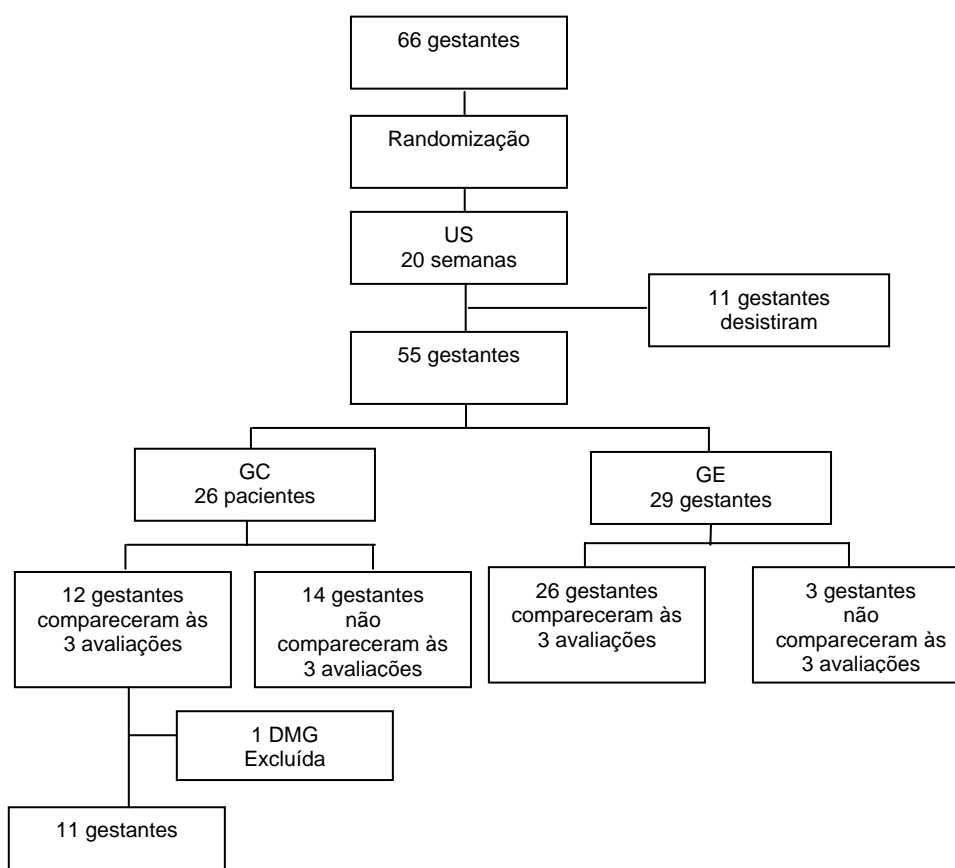 66 gestantes
Randomização
US
20 semanas
11 gestantes
desistiram
55 gestantes
GC
26 pacientes
GE
29 gestantes
12 gestantes
compareceram às
3 avaliações
14 gestantes
não
compareceram às
3 avaliações
26 gestantes
compareceram às
3 avaliações
3 gestantes
não
compareceram às
3 avaliações
1 DMG
Excluída
11 gestantes